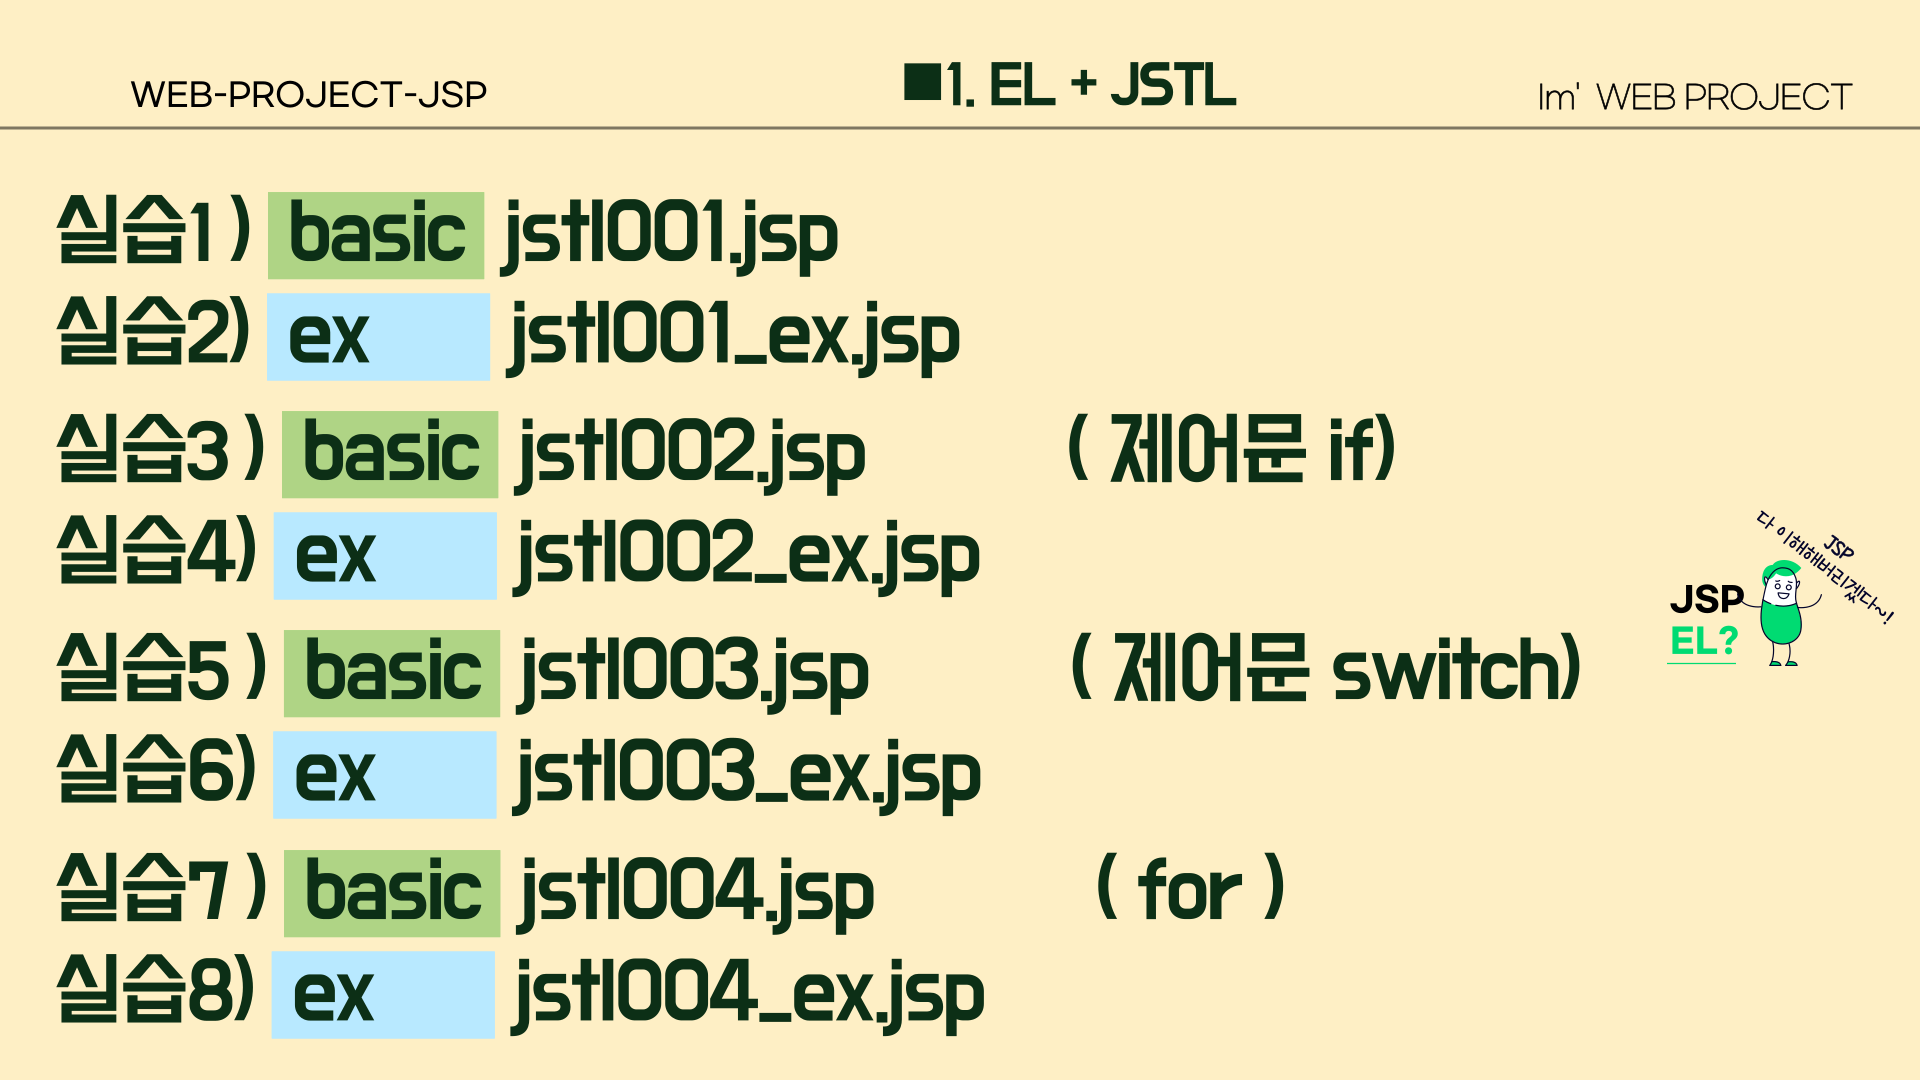 WEB-PROJECT-JSP
■1. EL + JSTL
Im' WEB PROJECT
실습1 ) basic jstl001.jsp
실습2) ex jstl001_ex.jsp
실습3 ) basic jstl002.jsp ( 제어문 if)
실습4) ex jstl002_ex.jsp
실습5 ) basic jstl003.jsp ( 제어문 switch)
실습6) ex jstl003_ex.jsp
실습7 ) basic jstl004.jsp ( for )
실습8) ex jstl004_ex.jsp
JSP
다 이해해버리겠다~!
JSP
EL?